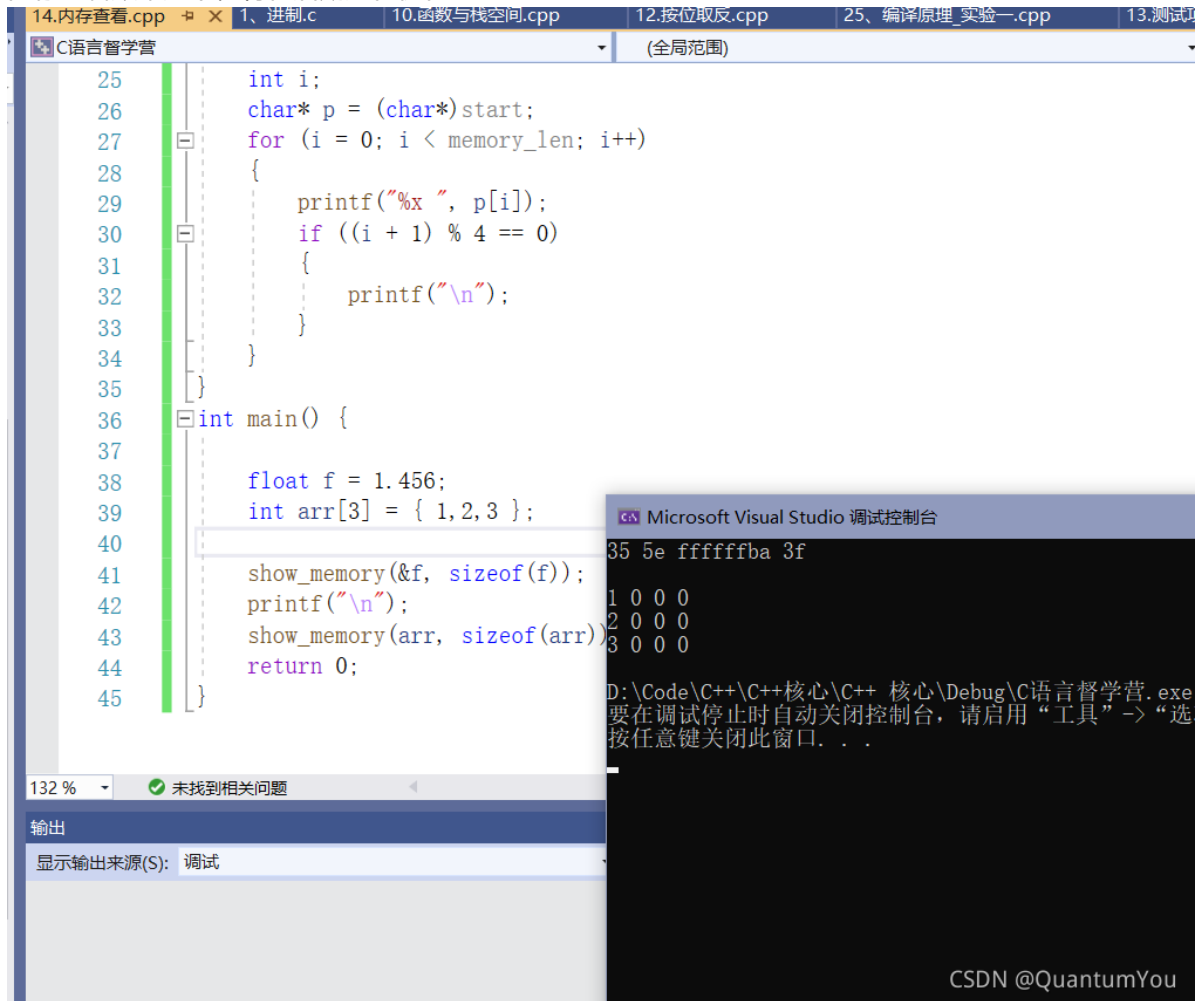 14.内存查看.cpp 1、进制.c 10.函数与栈空间.cpp 12.按位取反.cpp 25、编译原理_实验一.cpp 13.测试
C语言督学营 (全局范围)
25 int i;
26 char* p = (char*)start;
27 for (i = 0; i < memory_len; i++)
28 {
29 printf("%x ", p[i]);
30 if ((i + 1) % 4 == 0)
31 {
32 printf("\n");
33 }
34 }
35 }
36 int main() {
37
38 float f = 1.456;
39 int arr[3] = { 1,2,3 };
40
41 show_memory(&f, sizeof(f));
42 printf("\n");
43 show_memory(arr, sizeof(arr))
44 return 0;
45 }
Microsoft Visual Studio 调试控制台
35 5e ffffffba 3f
1 0 0 0
2 0 0 0
3 0 0 0
D:\Code\C++\C++核心\C++ 核心\Debug\C语言督学营.exe
要在调试停止时自动关闭控制台，请启用“工具”->“选
按任意键关闭此窗口. . .
132 % 未找到相关问题
输出
显示输出来源(S): 调试
CSDN @QuantumYou